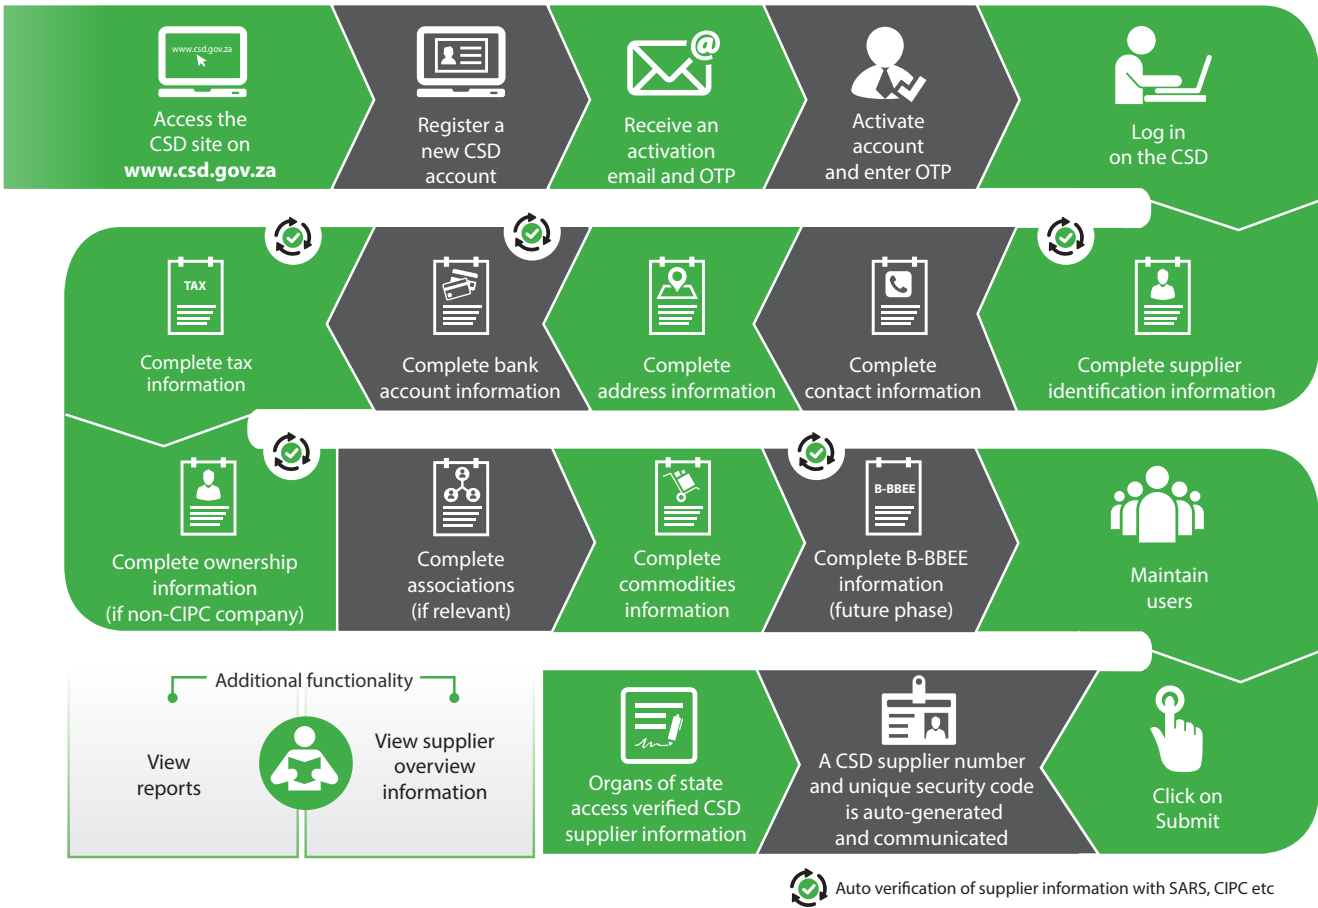 www.csd.gov.za
Access the
CSD site on
www.csd.gov.za
Register a
new CSD
account
Receive an
activation
email and OTP
Activate
account
and enter OTP
Log in
on the CSD
Complete supplier
identification information
Complete
contact information
Complete
address information
Complete bank
account information
TAX
Complete tax
information
Complete ownership
information
(if non-CIPC company)
Complete
associations
(if relevant)
Complete
commodities
information
B-BBEE
Complete B-BBEE
information
(future phase)
Maintain
users
Click on
Submit
A CSD supplier number
and unique security code
is auto-generated
and communicated
Organs of state
access verified CSD
supplier information
Additional functionality
View
reports
View supplier
overview
information
Auto verification of supplier information with SARS, CIPC etc